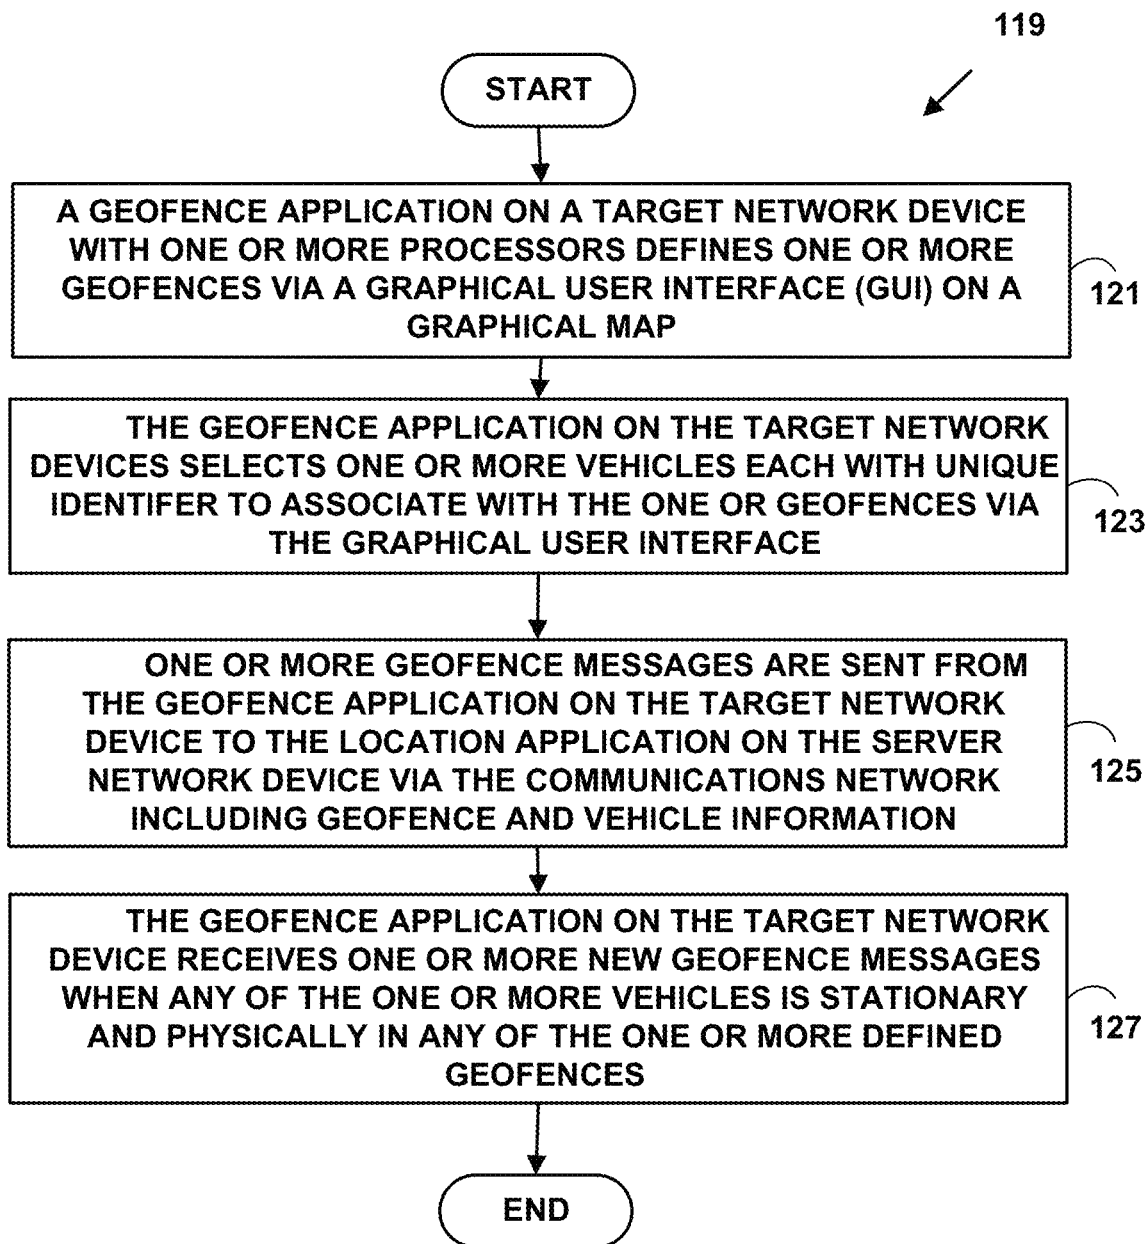 119
START
A GEOFENCE APPLICATION ON A TARGET NETWORK DEVICE
WITH ONE OR MORE PROCESSORS DEFINES ONE OR MORE
GEOFENCES VIA A GRAPHICAL USER INTERFACE (GUI) ON A
GRAPHICAL MAP
121
THE GEOFENCE APPLICATION ON THE TARGET NETWORK
DEVICES SELECTS ONE OR MORE VEHICLES EACH WITH UNIQUE
IDENTIFER TO ASSOCIATE WITH THE ONE OR GEOFENCES VIA
THE GRAPHICAL USER INTERFACE
123
ONE OR MORE GEOFENCE MESSAGES ARE SENT FROM
THE GEOFENCE APPLICATION ON THE TARGET NETWORK
DEVICE TO THE LOCATION APPLICATION ON THE SERVER
NETWORK DEVICE VIA THE COMMUNICATIONS NETWORK
INCLUDING GEOFENCE AND VEHICLE INFORMATION
125
THE GEOFENCE APPLICATION ON THE TARGET NETWORK
DEVICE RECEIVES ONE OR MORE NEW GEOFENCE MESSAGES
WHEN ANY OF THE ONE OR MORE VEHICLES IS STATIONARY
AND PHYSICALLY IN ANY OF THE ONE OR MORE DEFINED
GEOFENCES
127
END